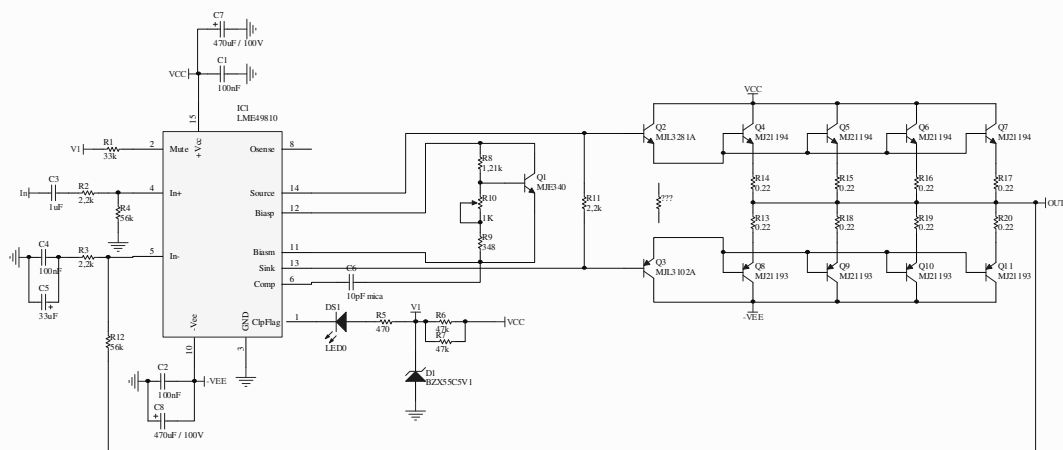 C7
470uF / 100V
VCC
C1
100nF
IC1
LME49810
15
+Vcc
V1
R1
33k
2
Mute
Osense
8
In
C3
1uF
R2
2,2k
4
In+
R4
56k
Source
14
Biasp
12
C4
100nF
C5
33uF
R3
2,2k
5
In-
Biasm
11
Sink
13
Comp
6
ClpFlag
1
-Vee
10
GND
3
R12
56k
C2
100nF
-VEE
C8
470uF / 100V
C6
10pF mica
R8
1,21k
R10
1K
R9
348
Q1
MJE340
R11
2,2k
DS1
LED0
R5
470
V1
R6
47k
R7
47k
VCC
D1
BZX55C5V1
Q2
MJL3281A
???
Q3
MJL3102A
VCC
Q4
MJ21194
Q5
MJ21194
Q6
MJ21194
Q7
MJ21194
R14
0.22
R15
0.22
R16
0.22
R17
0.22
OUT
R13
0.22
R18
0.22
R19
0.22
R20
0.22
Q8
MJ21193
Q9
MJ21193
Q10
MJ21193
Q11
MJ21193
-VEE